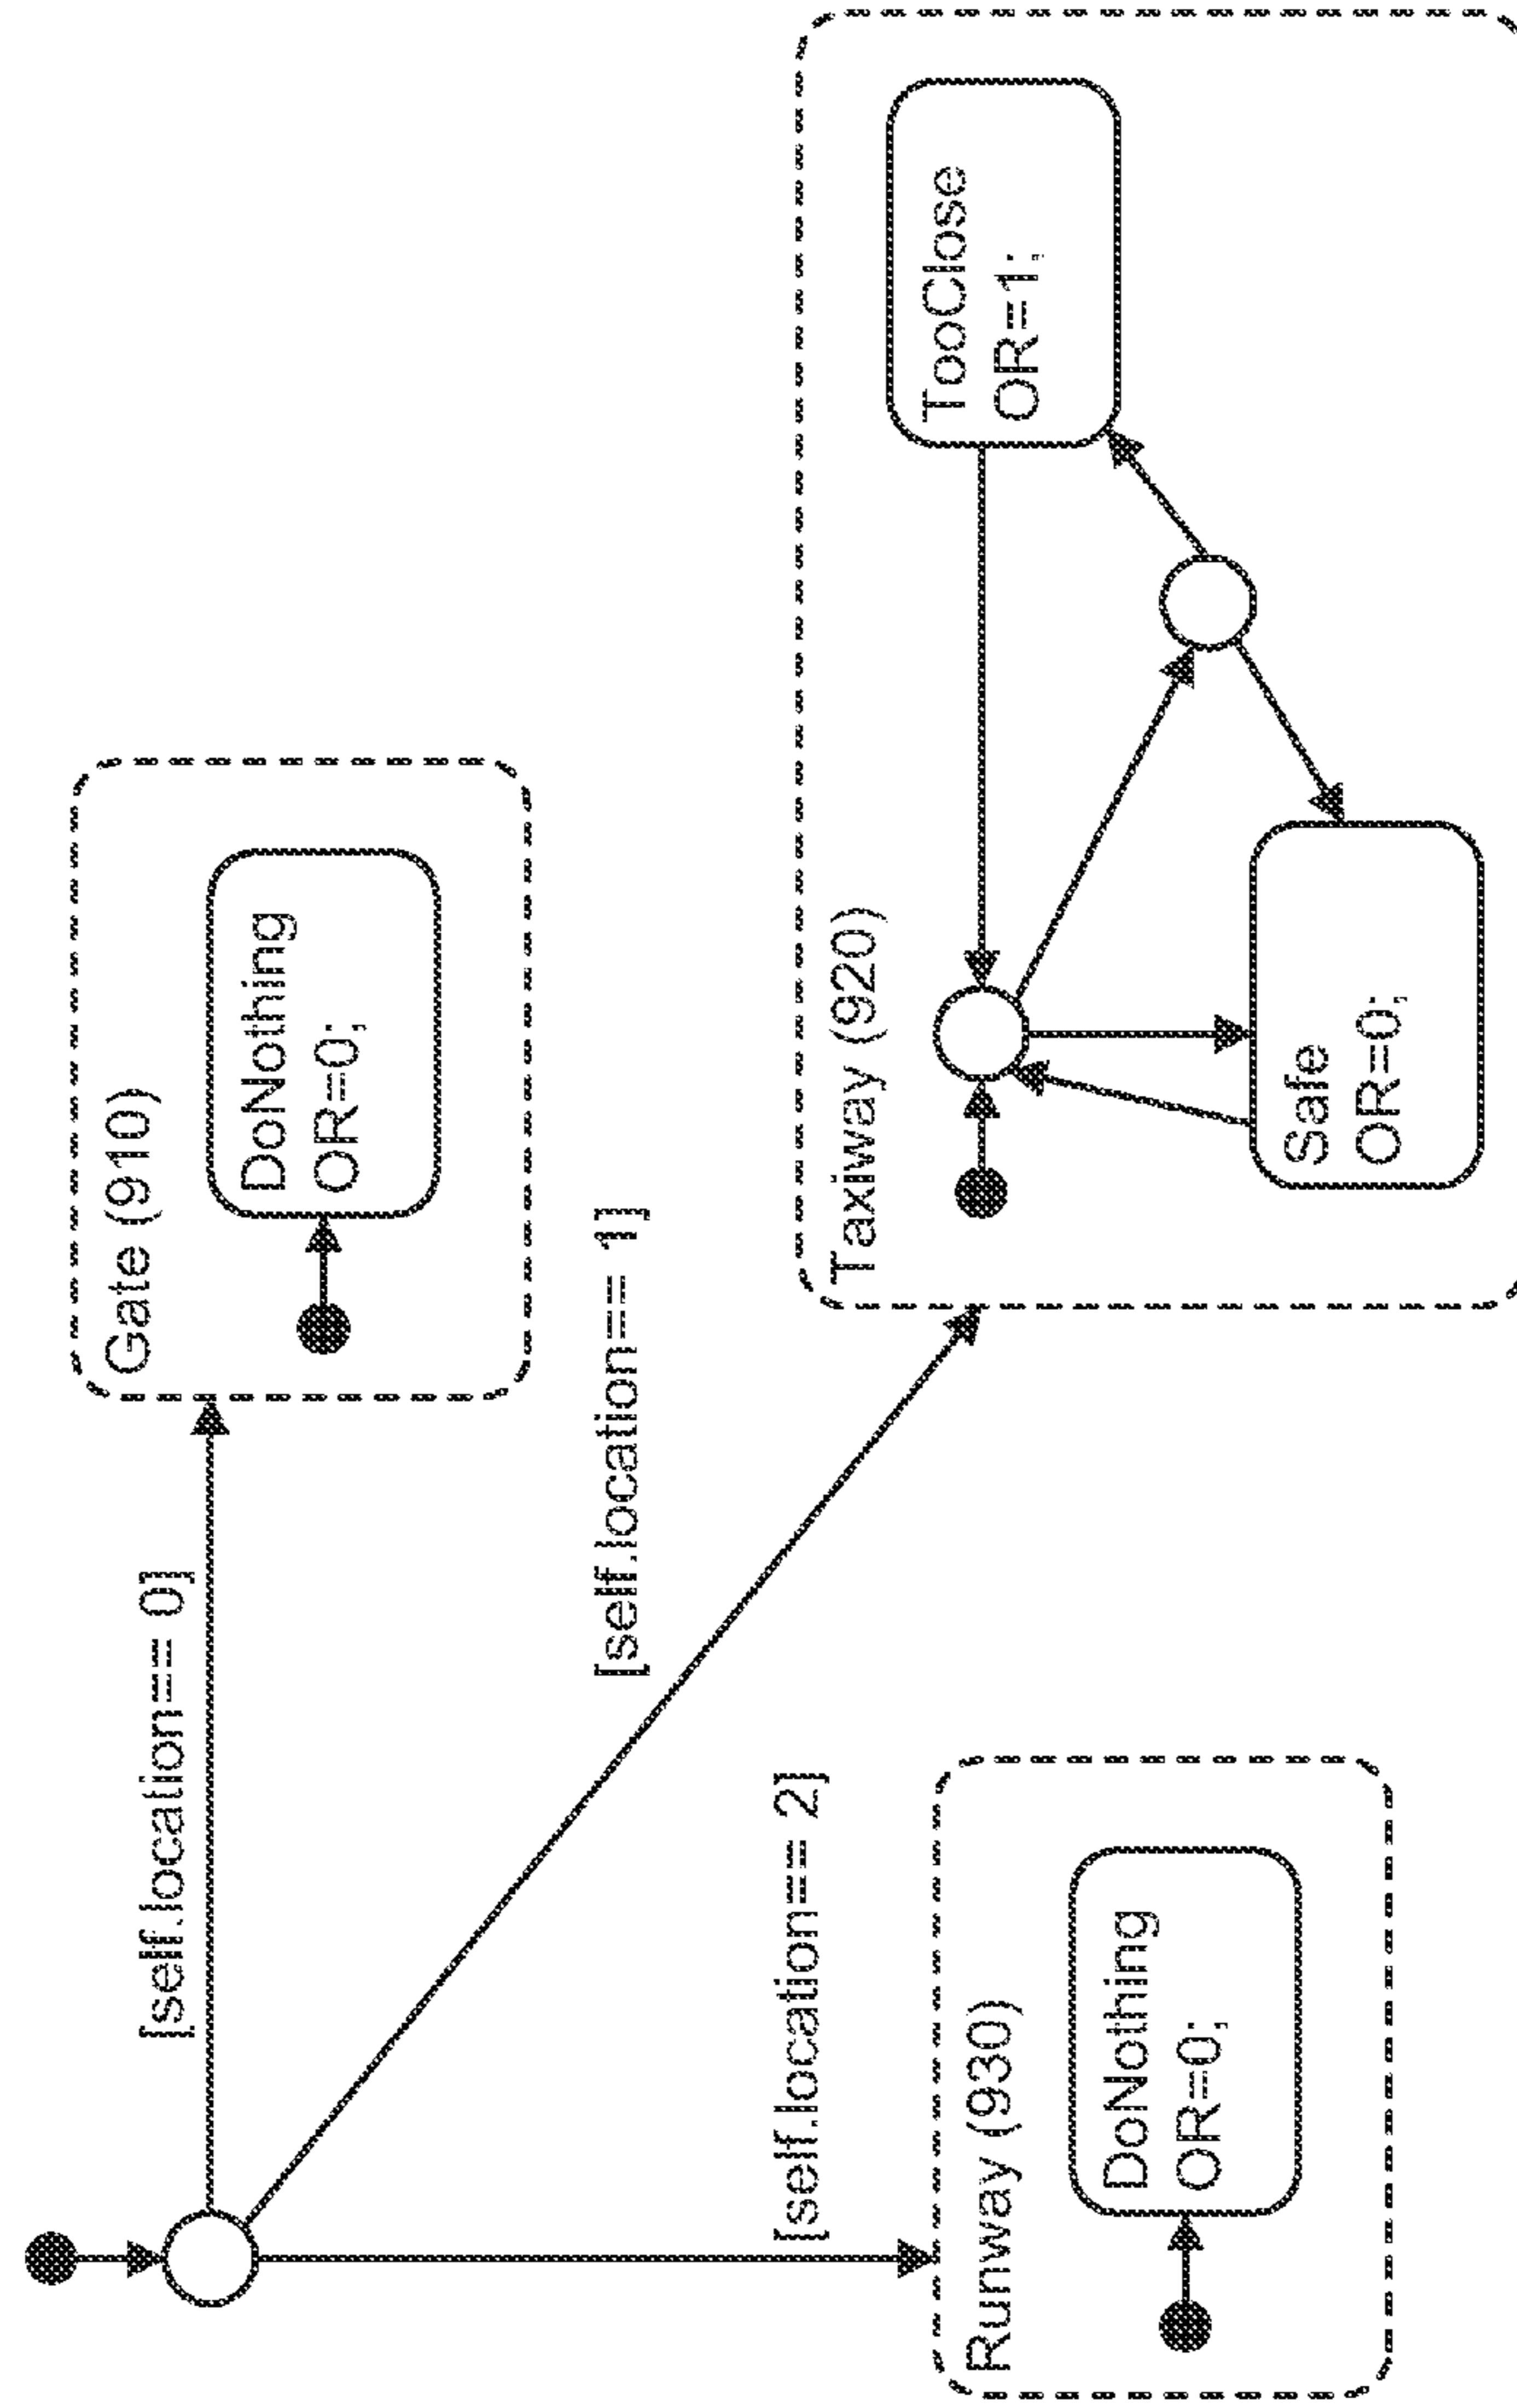 [self.location== 0]
Gate (910)
DoNothing
OR=0;
[self.location== 1]
[self.location== 2]
Runway (930)
DoNothing
OR=0;
Taxiway (920)
TooClose
OR=1;
Safe
OR=0;